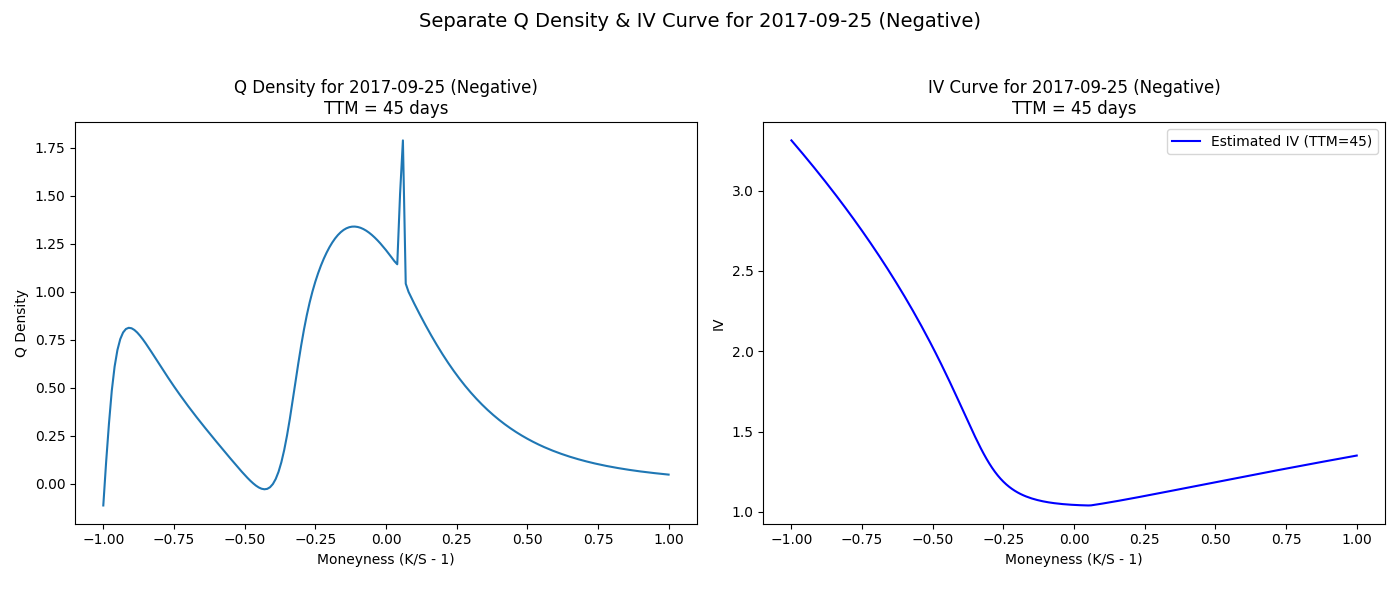 Separate Q Density & IV Curve for 2017-09-25 (Negative)
Q Density for 2017-09-25 (Negative)
TTM = 45 days
1.75
1.50
1.25
1.00
0.75
0.50
0.25
0.00
Q Density
−1.00 −0.75 −0.50 −0.25 0.00 0.25 0.50 0.75 1.00
Moneyness (K/S - 1)
IV Curve for 2017-09-25 (Negative)
TTM = 45 days
Estimated IV (TTM=45)
3.0
2.5
2.0
1.5
1.0
IV
−1.00 −0.75 −0.50 −0.25 0.00 0.25 0.50 0.75 1.00
Moneyness (K/S - 1)